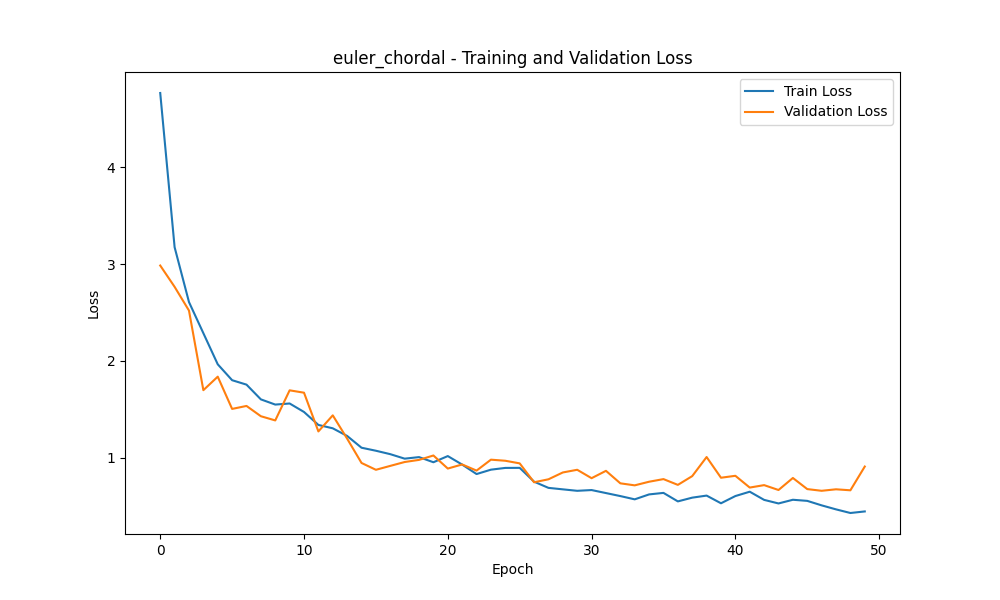 euler_chordal - Training and Validation Loss
Train Loss
Validation Loss
4
3
2
1
Loss
0
10
20
30
40
50
Epoch